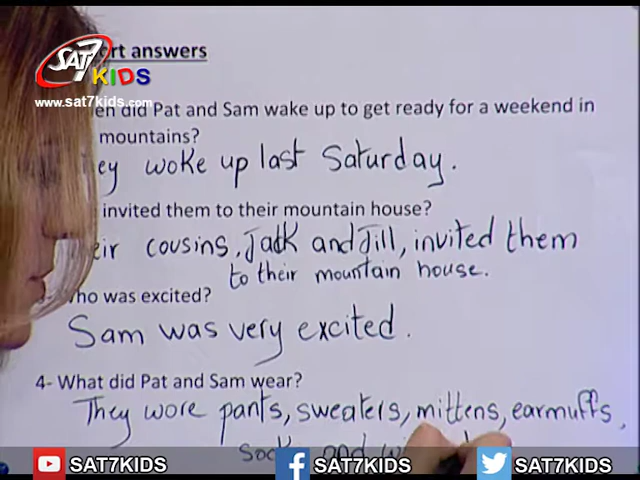 SAT7
KIDS
www.sat7kids.com
ort answers
en did Pat and Sam wake up to get ready for a weekend in
mountains?
ey woke up last Saturday.
invited them to their mountain house?
eir cousins, Jack and Jill, invited them
to their mountain house.
ho was excited?
Sam was very excited.
4- What did Pat and Sam wear?
They wore pants, sweaters, mittens, earmuffs,
and
SAT7KIDS SAT7KIDS SAT7KIDS